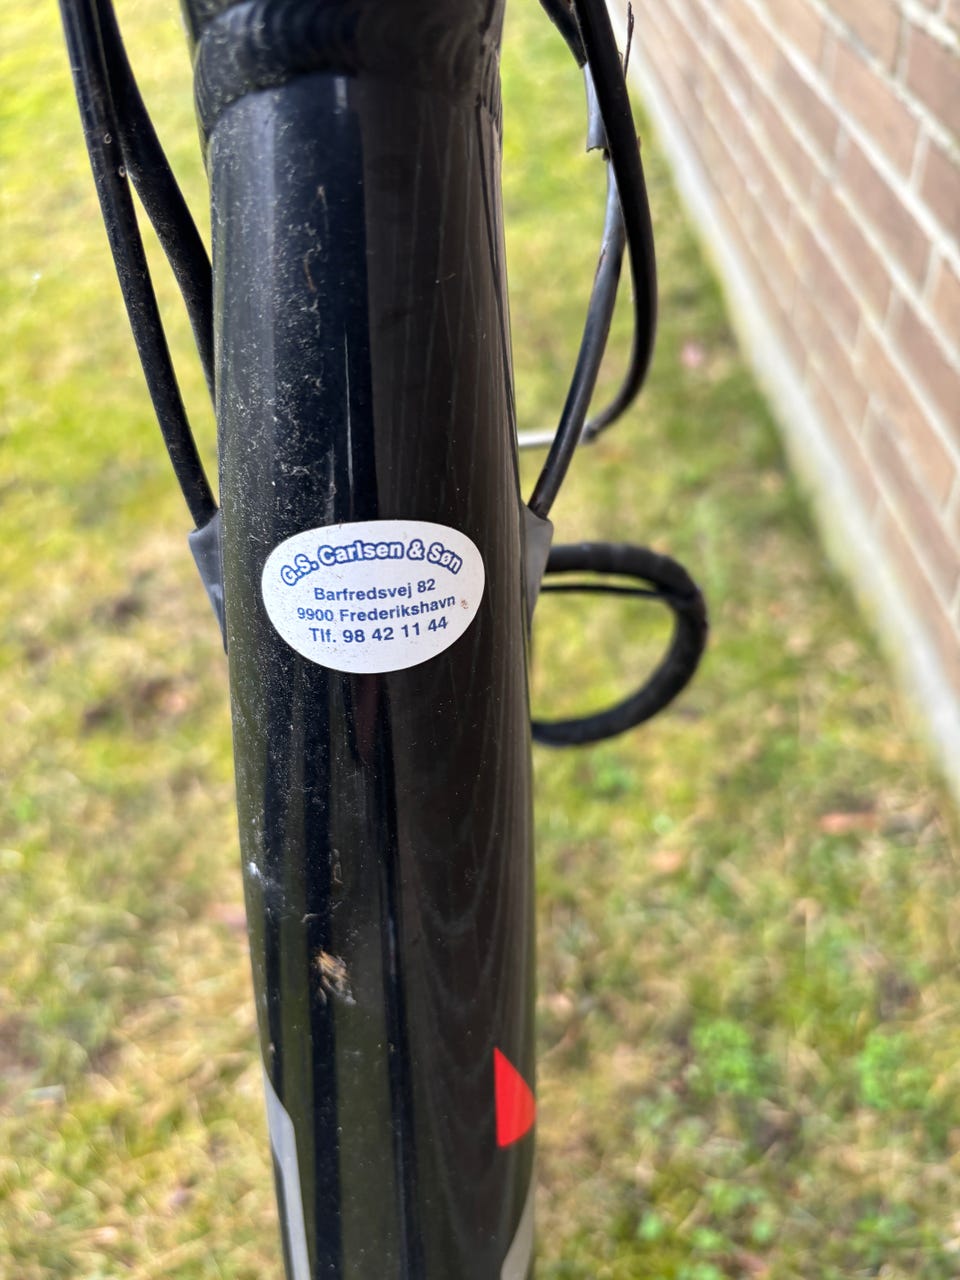 G.S. Carlsen & Søn
Barfredsvej 82
9900 Frederikshavn
Tlf. 98 42 11 44